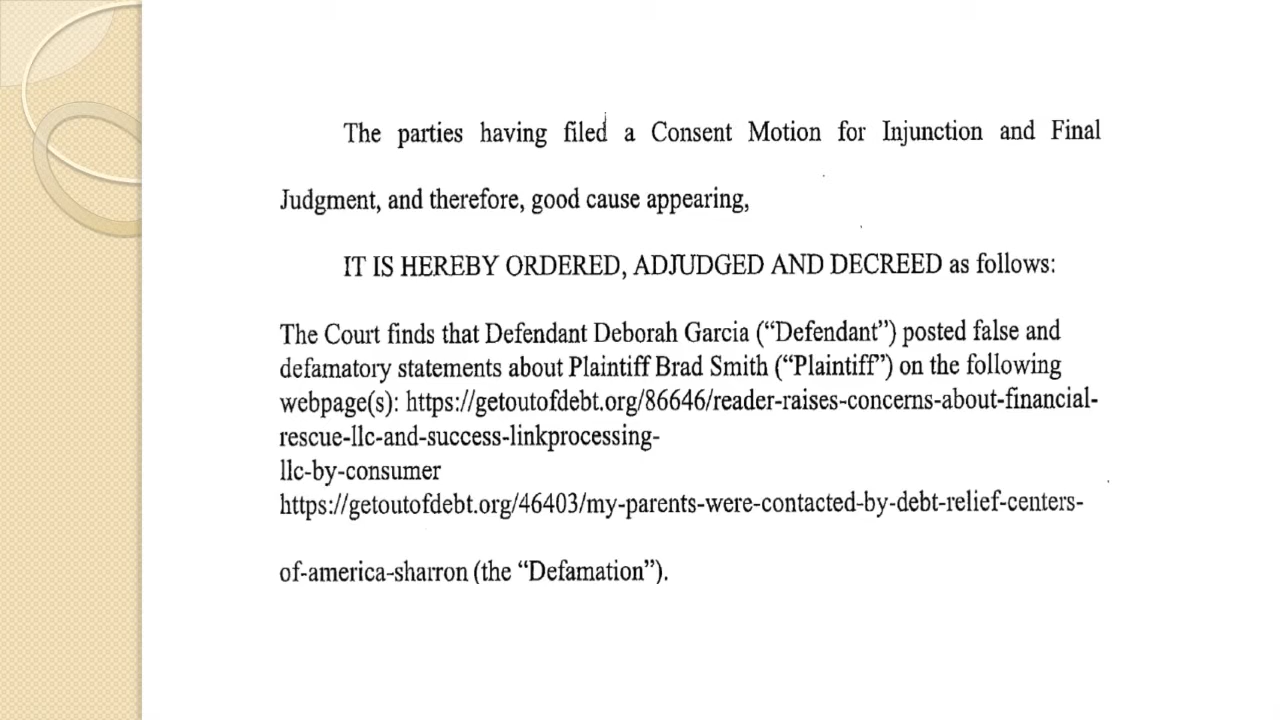 The parties having filed a Consent Motion for Injunction and Final
Judgment, and therefore, good cause appearing,
IT IS HEREBY ORDERED, ADJUDGED AND DECREED as follows:
The Court finds that Defendant Deborah Garcia (“Defendant”) posted false and
defamatory statements about Plaintiff Brad Smith (“Plaintiff”) on the following
webpage(s): https://getoutofdebt.org/86646/reader-raises-concerns-about-financial-
rescue-llc-and-success-linkprocessing-
llc-by-consumer
https://getoutofdebt.org/46403/my-parents-were-contacted-by-debt-relief-centers-
of-america-sharron (the “Defamation”).